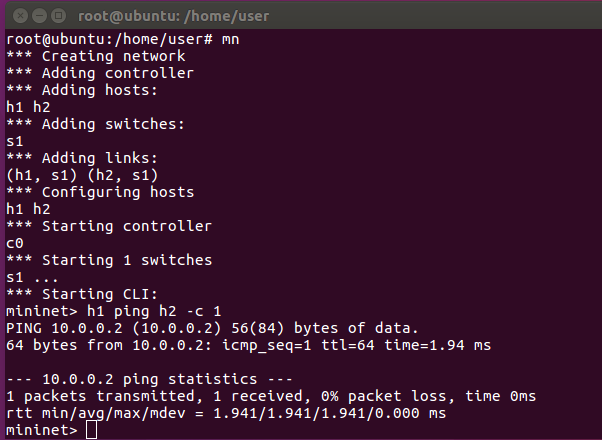 root@ubuntu: /home/user
root@ubuntu:/home/user# mn
*** Creating network
*** Adding controller
*** Adding hosts:
h1 h2
*** Adding switches:
s1
*** Adding links:
(h1, s1) (h2, s1)
*** Configuring hosts
h1 h2
*** Starting controller
c0
*** Starting 1 switches
s1 ...
*** Starting CLI:
mininet> h1 ping h2 -c 1
PING 10.0.0.2 (10.0.0.2) 56(84) bytes of data.
64 bytes from 10.0.0.2: icmp_seq=1 ttl=64 time=1.94 ms
--- 10.0.0.2 ping statistics ---
1 packets transmitted, 1 received, 0% packet loss, time 0ms
rtt min/avg/max/mdev = 1.941/1.941/1.941/0.000 ms
mininet>